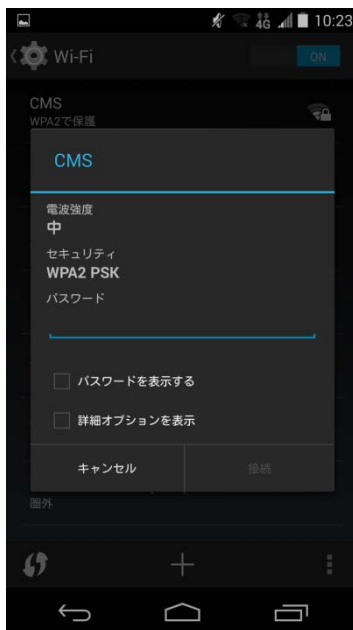 4G 10:23
Wi-Fi ON
CMS
WPA2で保護
CMS
電波強度
中
セキュリティ
WPA2 PSK
パスワード
パスワードを表示する
詳細オプションを表示
キャンセル 接続
圏外